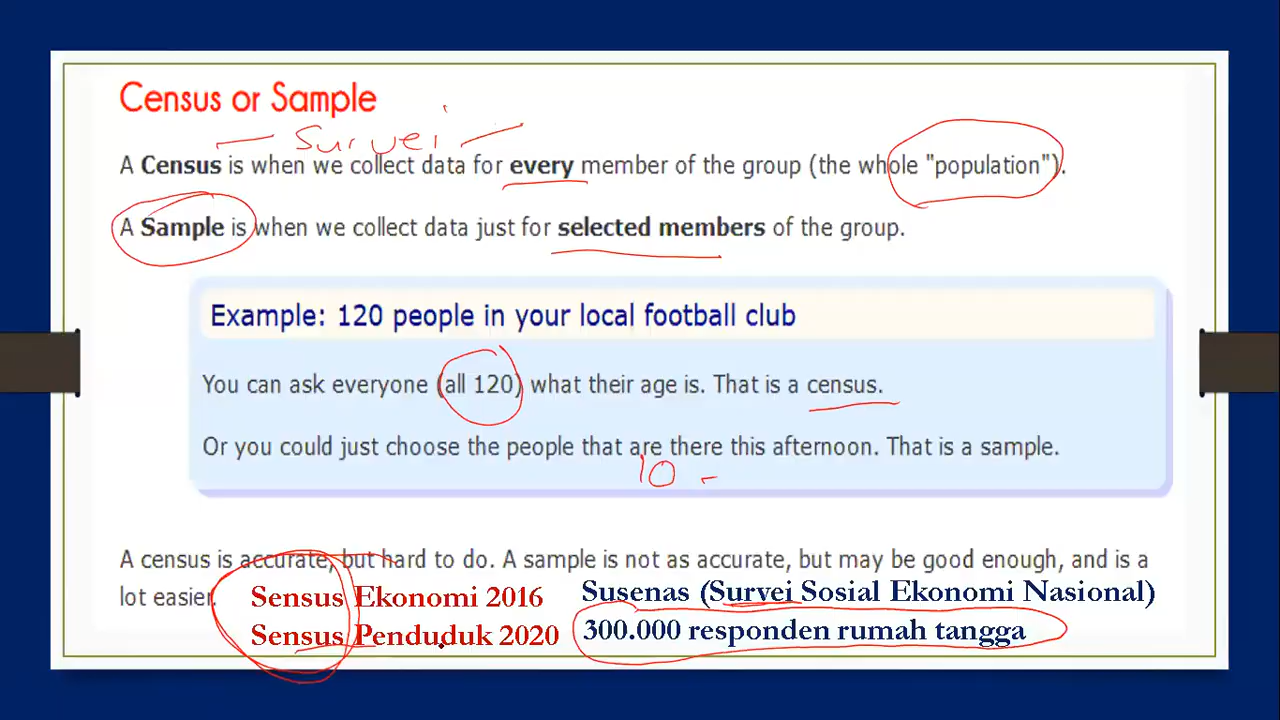 Census or Sample
Survei
A Census is when we collect data for every member of the group (the whole "population").
A Sample is when we collect data just for selected members of the group.
Example: 120 people in your local football club
You can ask everyone (all 120) what their age is. That is a census.
Or you could just choose the people that are there this afternoon. That is a sample.
10
A census is accurate, but hard to do. A sample is not as accurate, but may be good enough, and is a
lot easier.
Sensus Ekonomi 2016
Sensus Penduduk 2020
Susenas (Survei Sosial Ekonomi Nasional)
300.000 responden rumah tangga